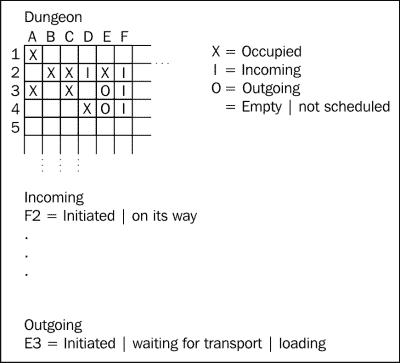 Dungeon
A B C D E F
1 X
2 X X I X I
3 X X O I
4 X O I
5
X = Occupied
I = Incoming
O = Outgoing
= Empty | not scheduled
Incoming
F2 = Initiated | on its way
.
.
.
Outgoing
E3 = Initiated | waiting for transport | loading